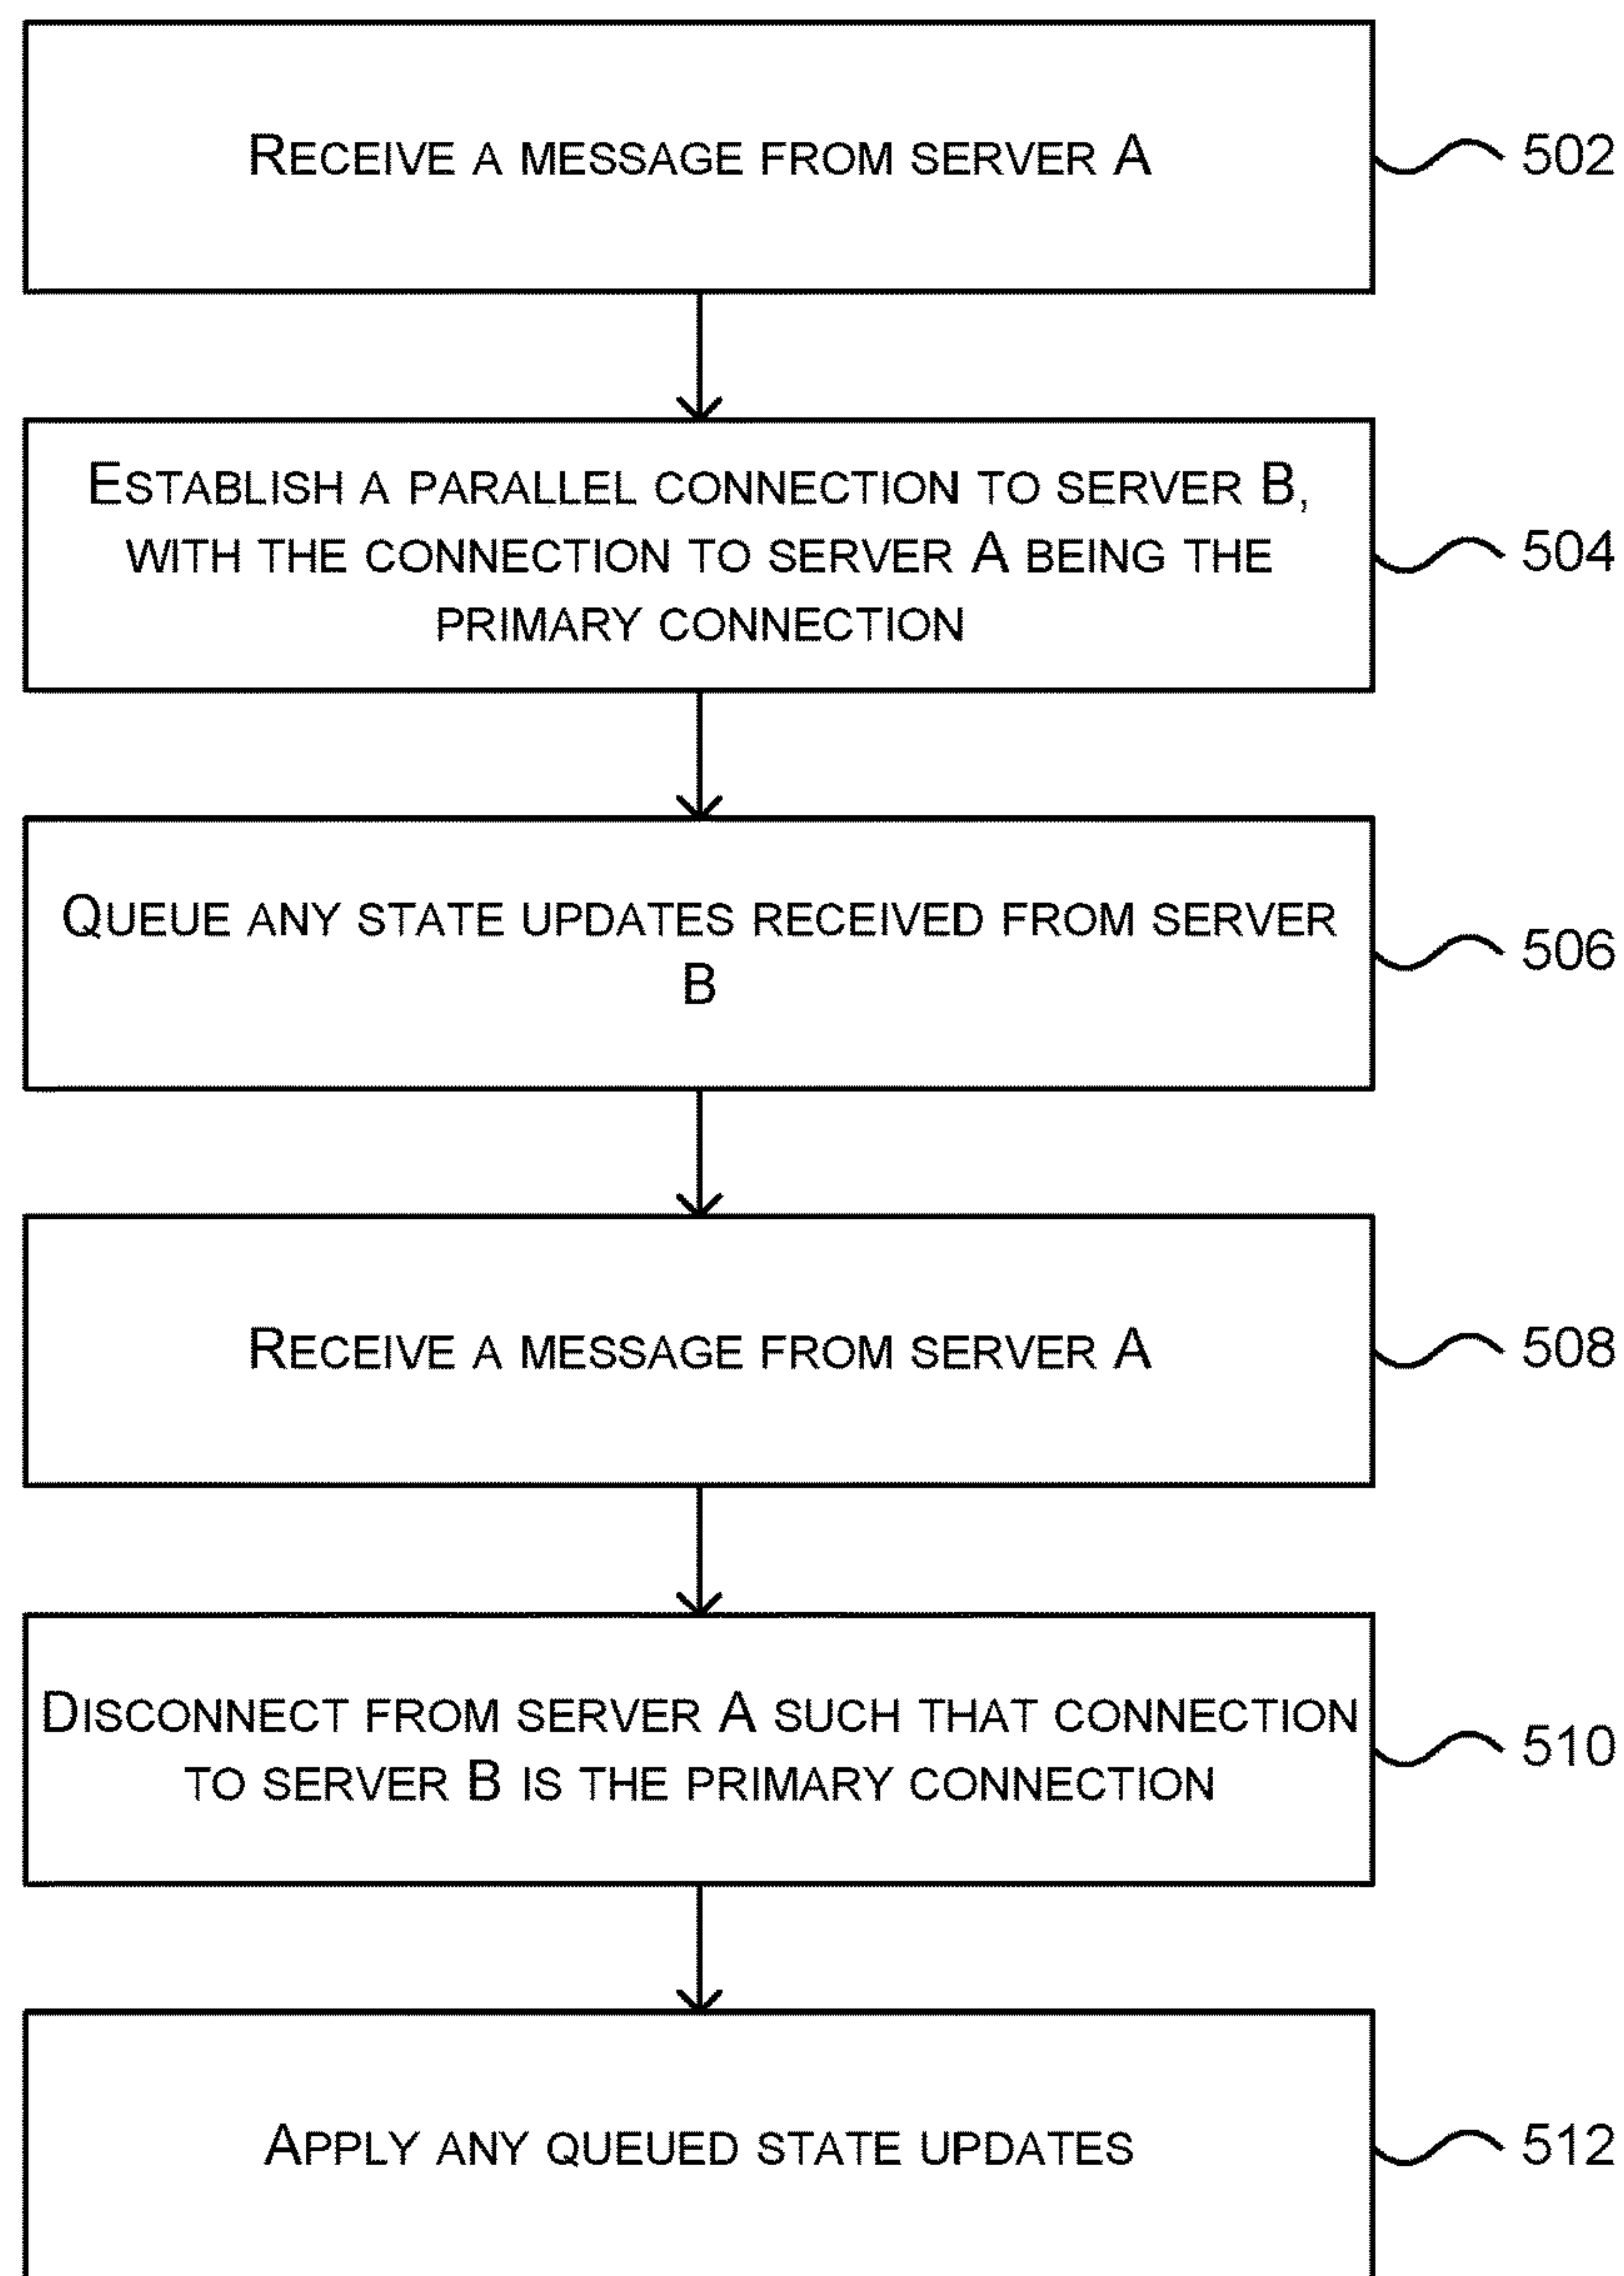 RECEIVE A MESSAGE FROM SERVER A
502
ESTABLISH A PARALLEL CONNECTION TO SERVER B,
WITH THE CONNECTION TO SERVER A BEING THE
PRIMARY CONNECTION
504
QUEUE ANY STATE UPDATES RECEIVED FROM SERVER
B
506
RECEIVE A MESSAGE FROM SERVER A
508
DISCONNECT FROM SERVER A SUCH THAT CONNECTION
TO SERVER B IS THE PRIMARY CONNECTION
510
APPLY ANY QUEUED STATE UPDATES
512